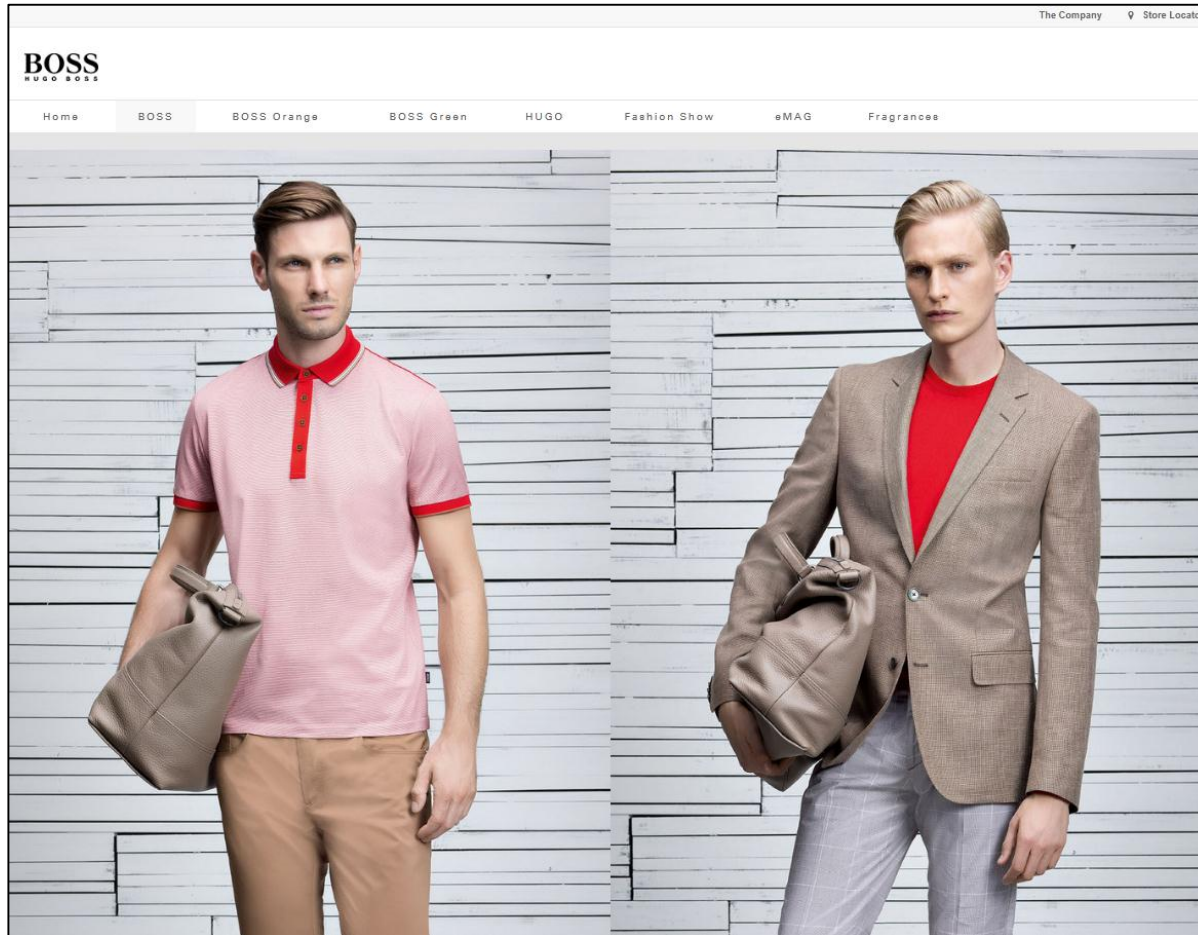 The Company Store Locato
BOSS
HUGO BOSS
Home BOSS BOSS Orange BOSS Green HUGO Fashion Show eMAG Fragrances